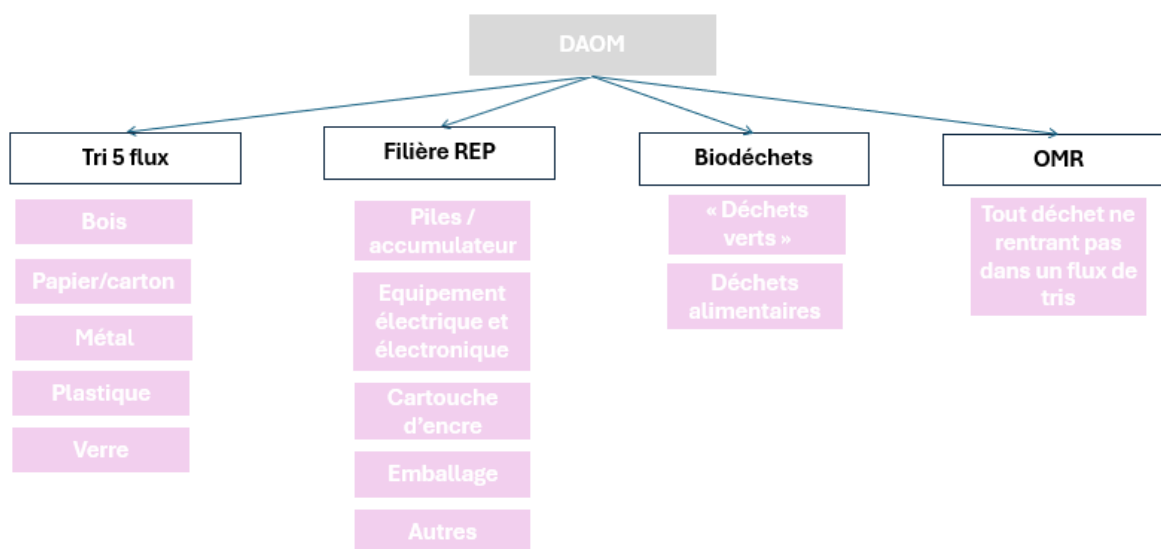 DAOM
Tri 5 flux
Bois
Papier/carton
Métal
Plastique
Verre
Filière REP
Piles /
accumulateur
Equipement
électrique et
électronique
Cartouche
d'encre
Emballage
Autres
Biodéchets
« Déchets
verts »
Déchets
alimentaires
OMR
Tout déchet ne
rentrant pas
dans un flux de
tris